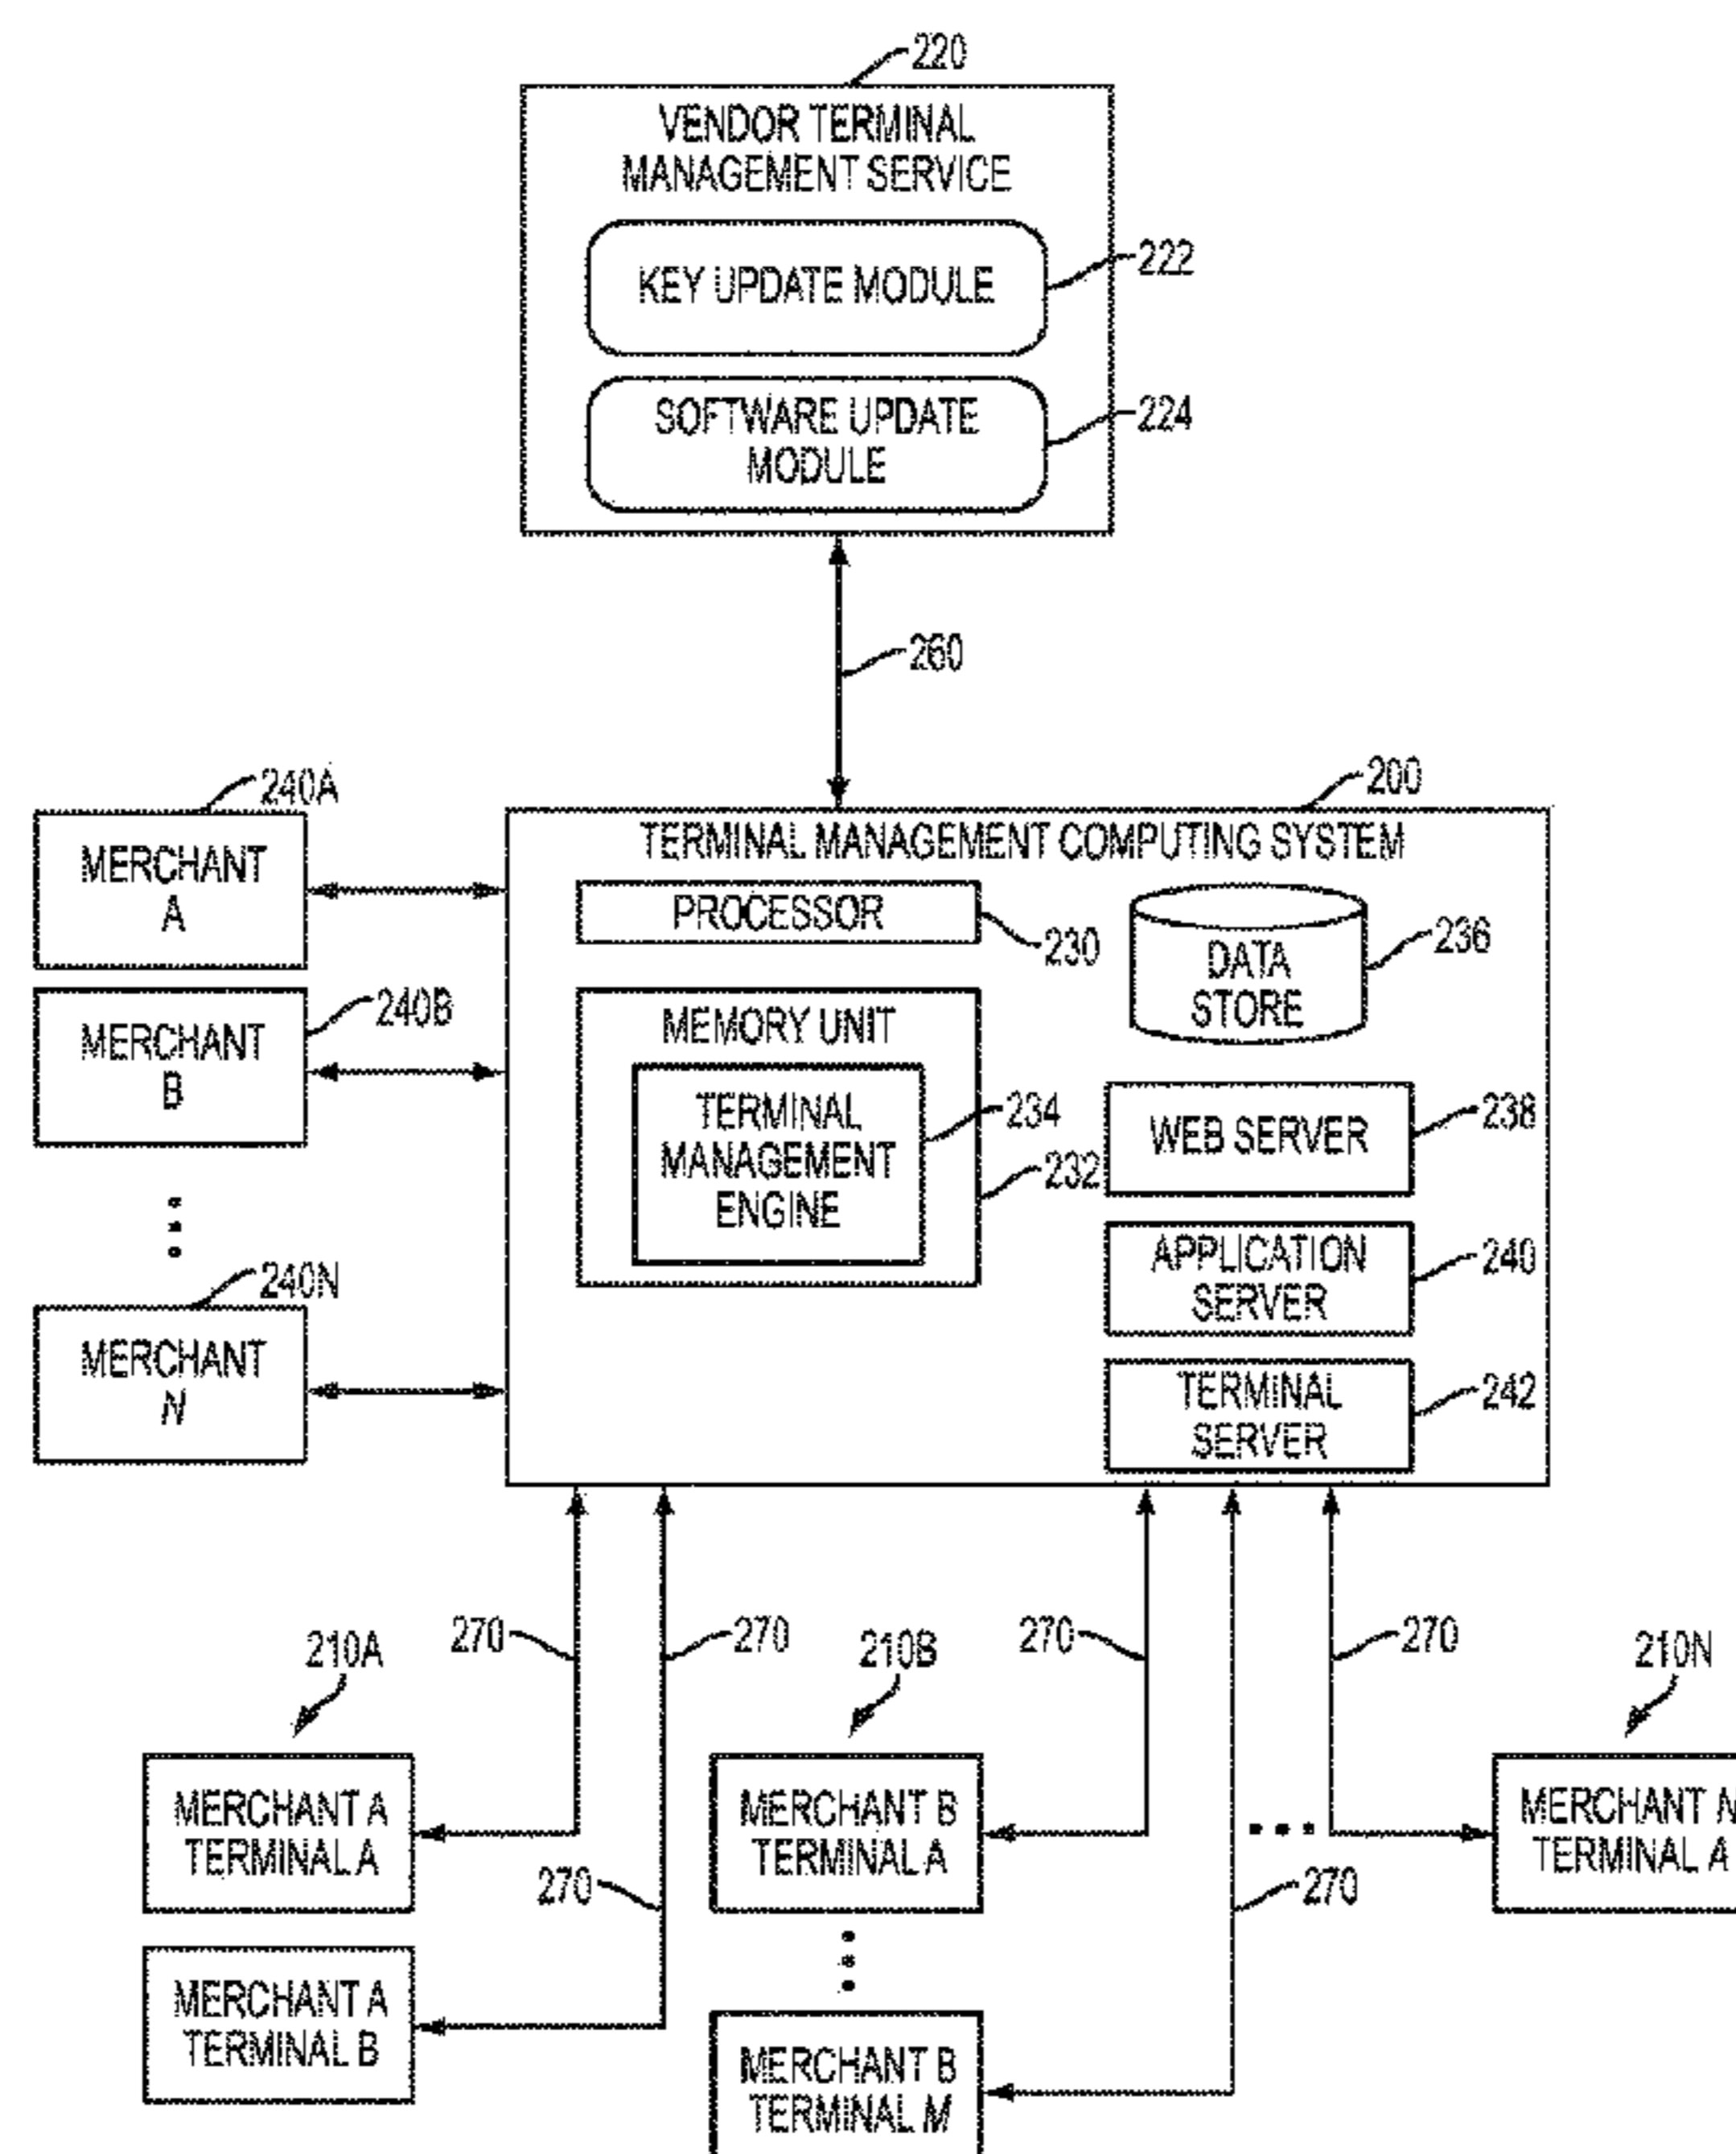 220
VENDOR TERMINAL
MANAGEMENT SERVICE
KEY UPDATE MODULE
222
SOFTWARE UPDATE
MODULE
224
260
240A
MERCHANT
A
240B
MERCHANT
B
240N
MERCHANT
N
200
TERMINAL MANAGEMENT COMPUTING SYSTEM
PROCESSOR
230
MEMORY UNIT
TERMINAL
MANAGEMENT
ENGINE
234
232
DATA
STORE
236
WEB SERVER
238
APPLICATION
SERVER
240
TERMINAL
SERVER
242
210A
270
270
210B
270
270
210N
MERCHANT A
TERMINAL A
270
MERCHANT B
TERMINAL A
270
MERCHANT N
TERMINAL A
MERCHANT A
TERMINAL B
MERCHANT B
TERMINAL M